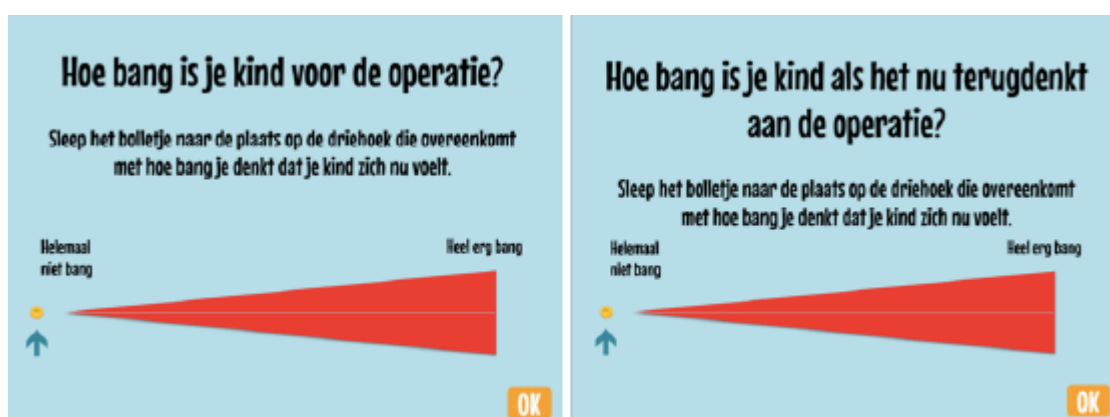 Hoe bang is je kind voor de operatie?
Sleep het bolletje naar de plaats op de driehoek die overeenkomt
met hoe bang je denkt dat je kind zich nu voelt.
Helemaal
niet bang
Heel erg bang
OK
Hoe bang is je kind als het nu terugdenkt
aan de operatie?
Sleep het bolletje naar de plaats op de driehoek die overeenkomt
met hoe bang je denkt dat je kind zich nu voelt.
Helemaal
niet bang
Heel erg bang
OK